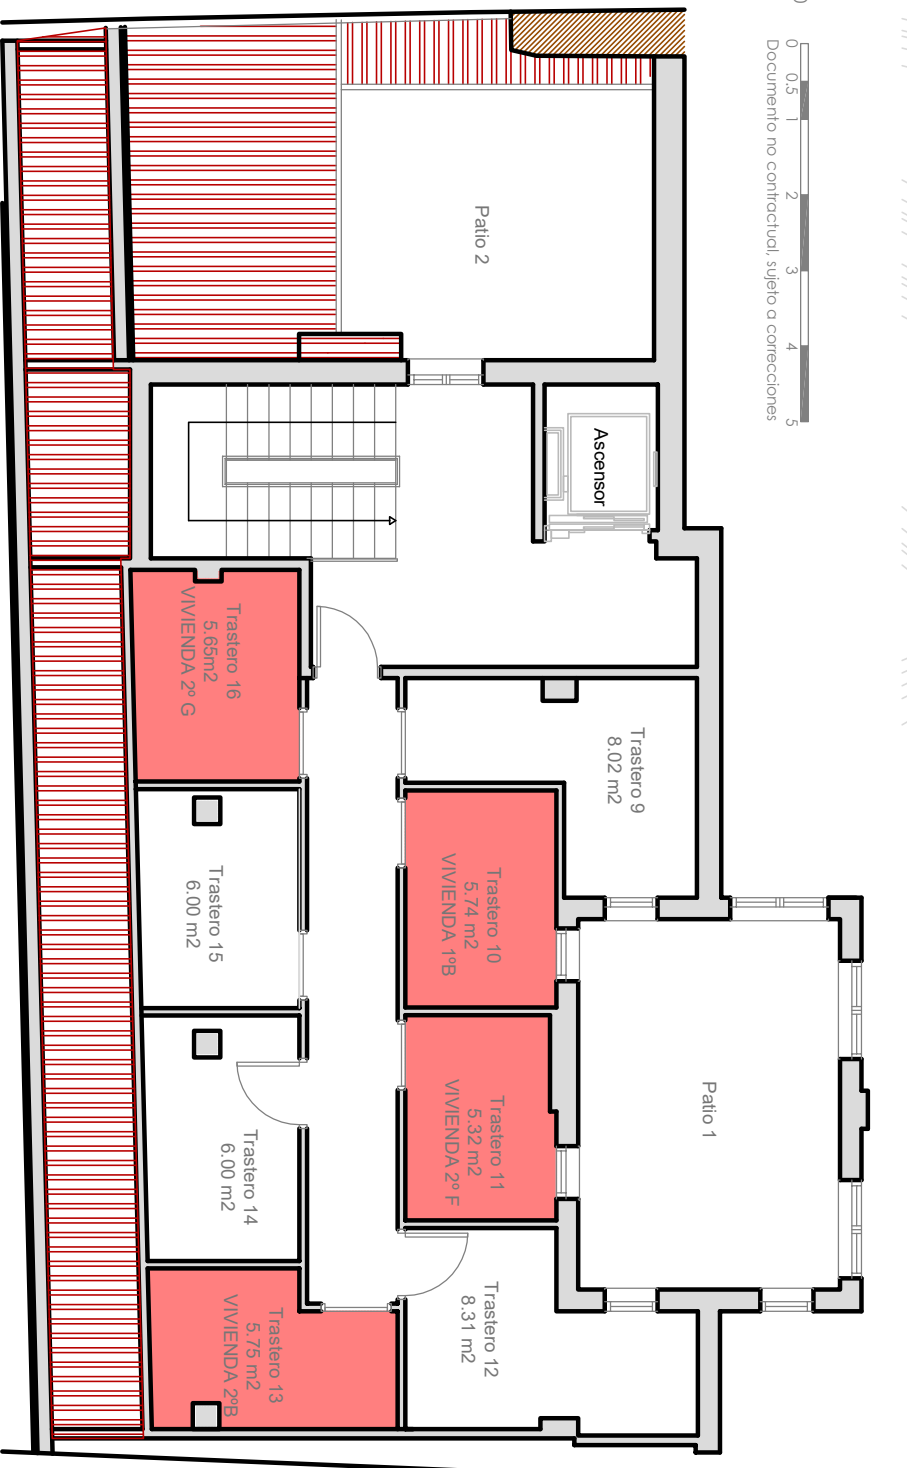 0 0.5 1 2 3 4 5
Documento no contractual, sujeto a correcciones
Patio 2
Ascensor
Trastero 9
8.02 m2
Trastero 16
5.65m2
VIVIENDA 2º G
Trastero 10
5.74 m2
VIVIENDA 1ºB
Trastero 15
6.00 m2
Patio 1
Trastero 11
5.32 m2
VIVIENDA 2º F
Trastero 14
6.00 m2
Trastero 12
8.31 m2
Trastero 13
5.75 m2
VIVIENDA 2ºB